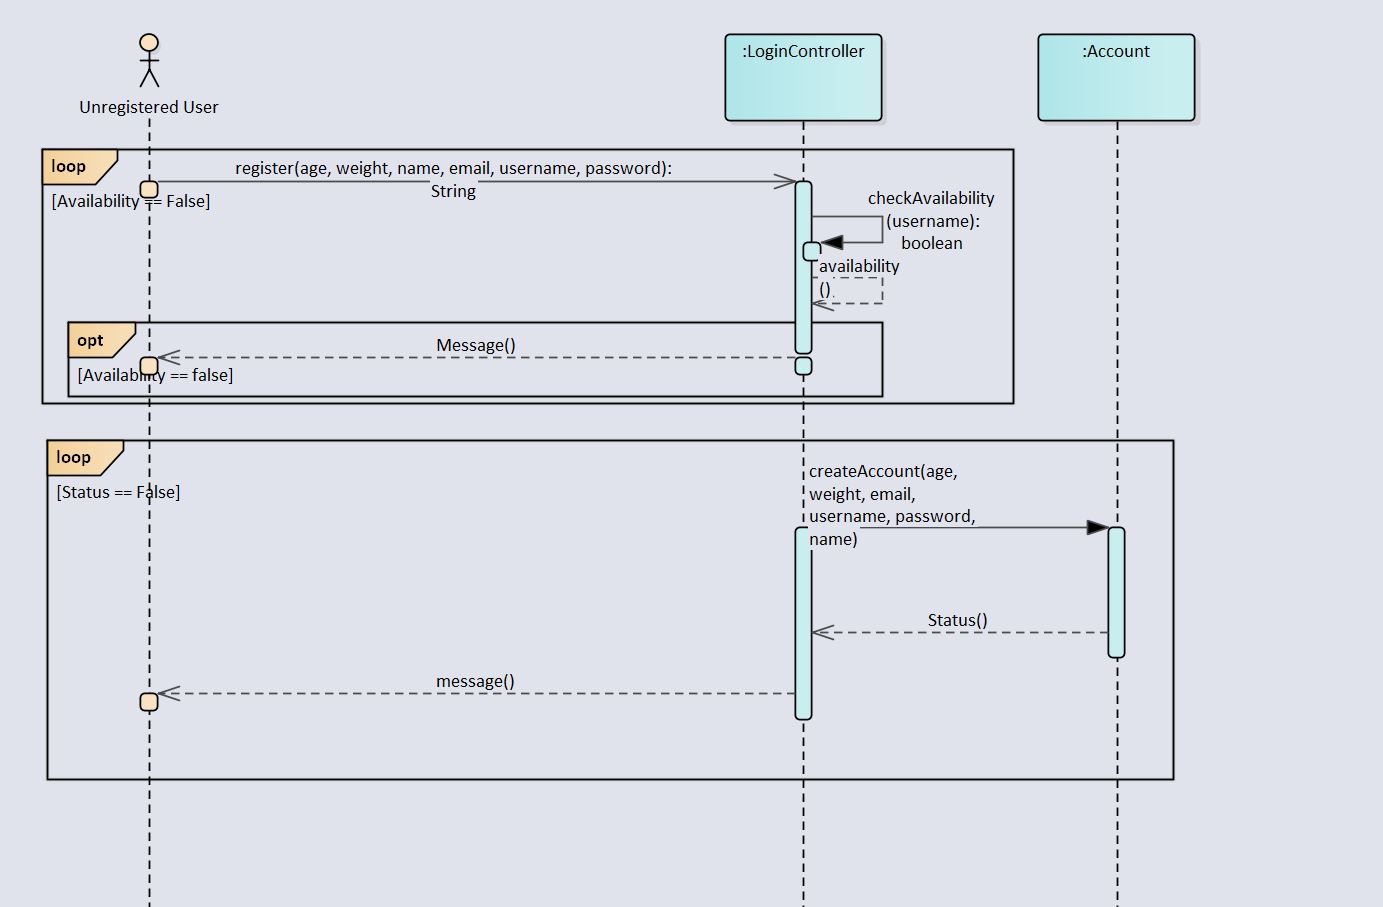 Unregistered User
:LoginController
:Account
loop
[Availability == False]
register(age, weight, name, email, username, password):
String
checkAvailability
(username):
boolean
availability
()
opt
[Availability == false]
Message()
loop
[Status == False]
createAccount(age,
weight, email,
username, password,
name)
Status()
message()